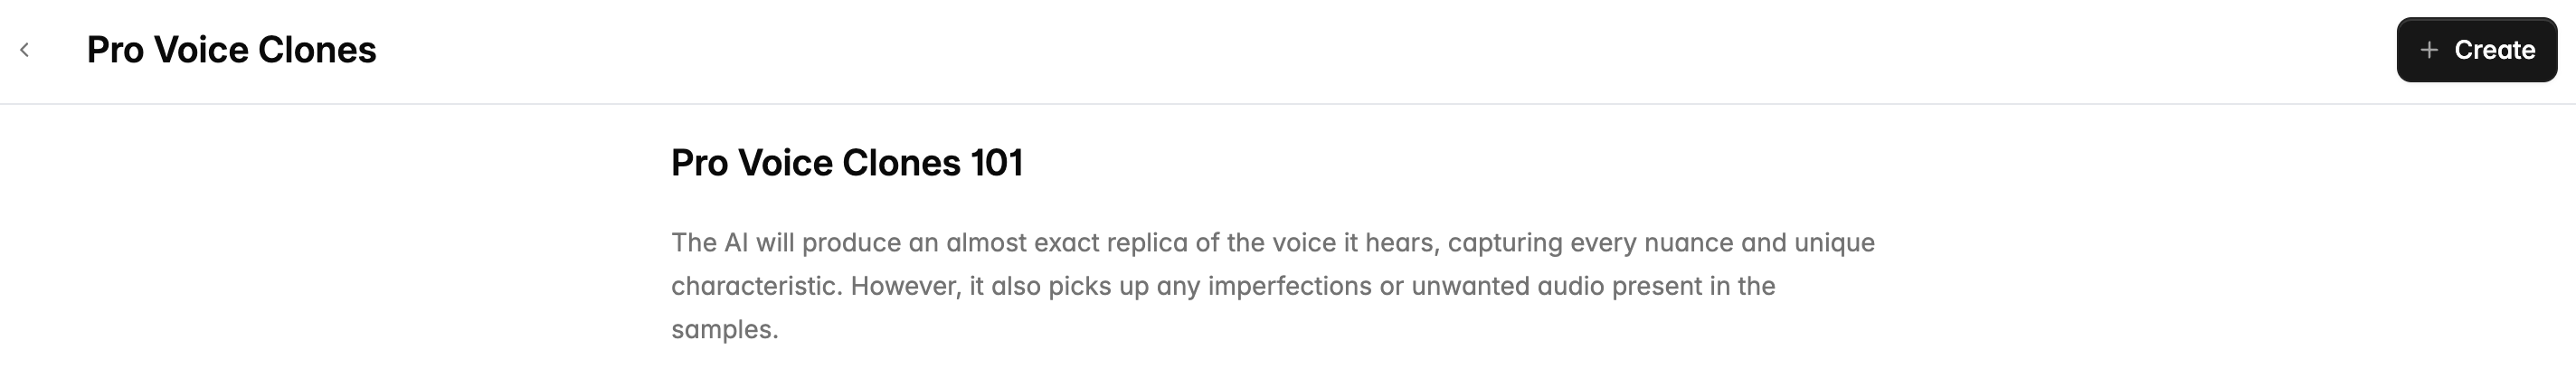 Pro Voice Clones
Create
Pro Voice Clones 101
The AI will produce an almost exact replica of the voice it hears, capturing every nuance and unique
characteristic. However, it also picks up any imperfections or unwanted audio present in the
samples.